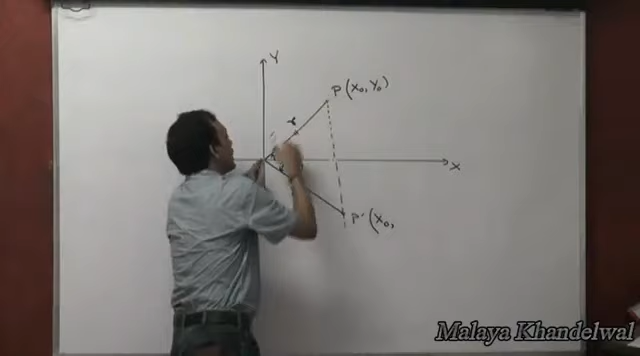 Y
P (X₀, Y₀)
r
X
P' (X₀,
Malaya Khandelwal